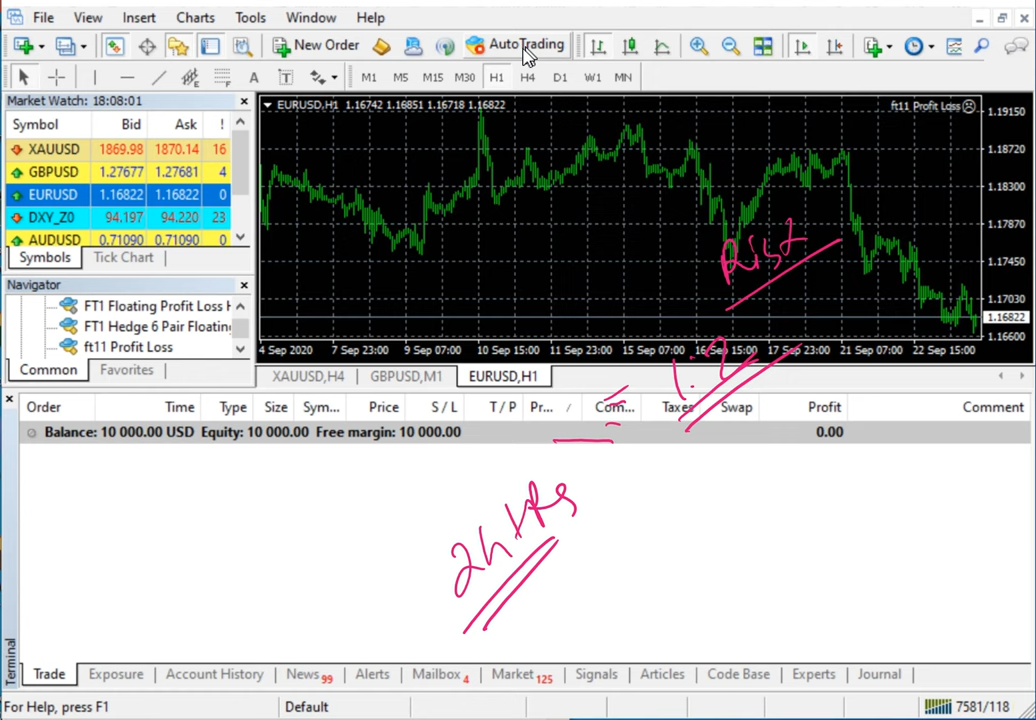 File View Insert Charts Tools Window Help
New Order AutoTrading
A T M1 M5 M15 M30 H1 H4 D1 W1 MN
Market Watch: 18:08:01
Symbol Bid Ask !
XAUUSD 1869.98 1870.14 16
GBPUSD 1.27677 1.27681 4
EURUSD 1.16822 1.16822 0
DXY_Z0 94.197 94.220 23
AUDUSD 0.71090 0.71090 0
Symbols Tick Chart
Navigator
FT1 Floating Profit Loss
FT1 Hedge 6 Pair Floating
ft11 Profit Loss
Common Favorites
EURUSD,H1 1.16742 1.16851 1.16718 1.16822
ft11 Profit Loss
1.19150
1.18720
1.18300
1.17450
1.17030
1.16822
1.16600
4 Sep 2020 7 Sep 23:00 9 Sep 07:00 10 Sep 15:00 11 Sep 23:00 15 Sep 07:00 16 Sep 15:00 17 Sep 23:00 21 Sep 07:00 22 Sep 15:00
XAUUSD,H4 GBPUSD,M1 EURUSD,H1
Order Time Type Size Sym... Price S / L T / P Pr... / Com... Taxes Swap Profit Comment
Balance: 10 000.00 USD Equity: 10 000.00 Free margin: 10 000.00 0.00
1.2
Terminal
Trade Exposure Account History News 99 Alerts Mailbox 4 Market 125 Signals Articles Code Base Experts Journal
For Help, press F1 Default 7581/118